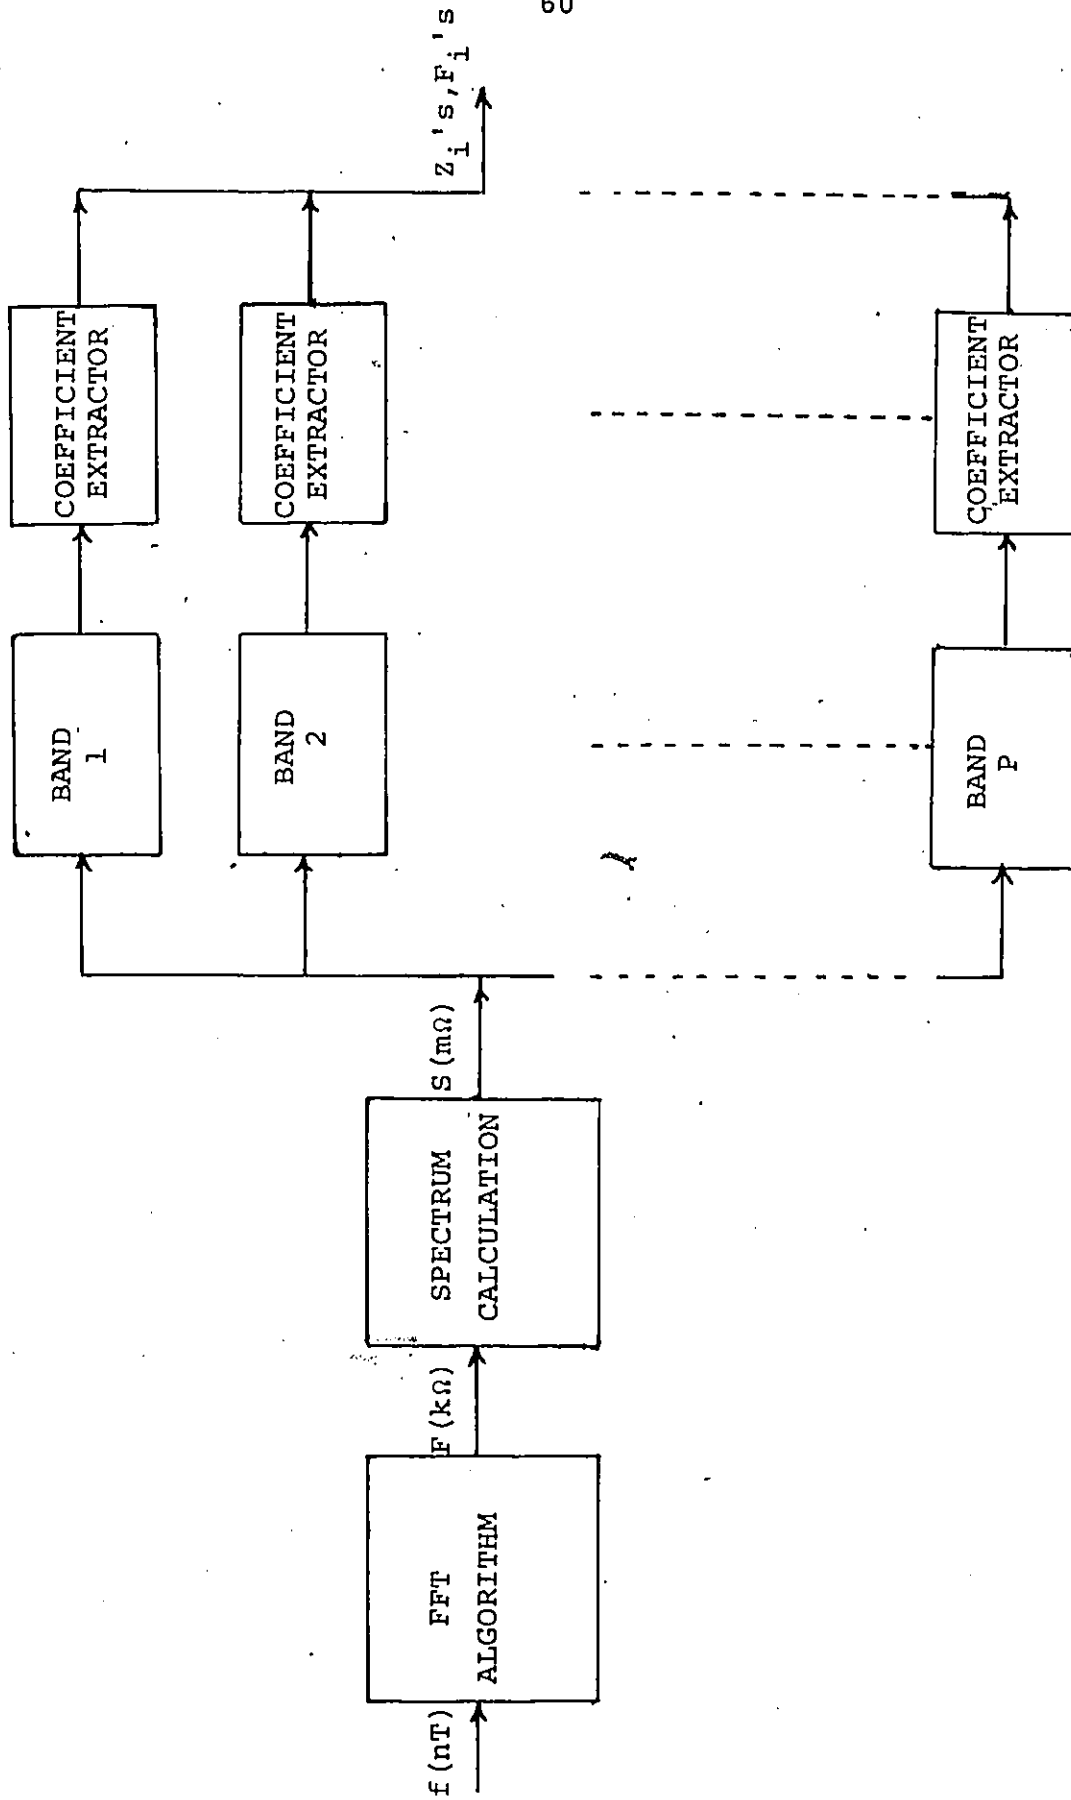 60
f(nT)
FFT
ALGORITHM
F(kΩ)
SPECTRUM
CALCULATION
S(mΩ)
BAND
1
COEFFICIENT
EXTRACTOR
BAND
2
COEFFICIENT
EXTRACTOR
BAND
P
COEFFICIENT
EXTRACTOR
Z_i's,F_i's